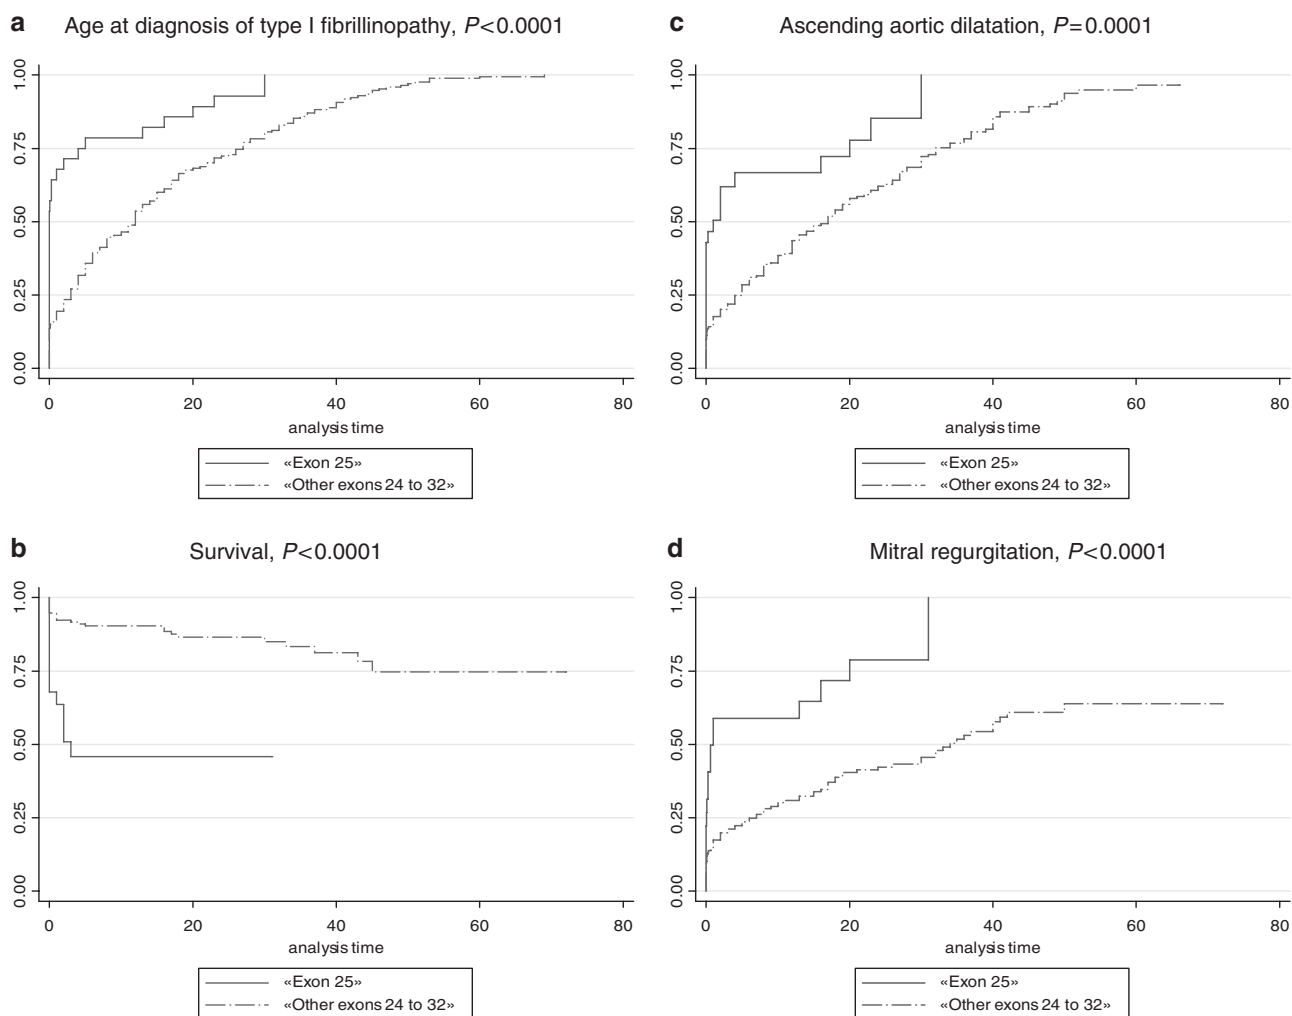 a Age at diagnosis of type I fibrillinopathy, P<0.0001
1.00
0.75
0.50
0.25
0.00
0 20 40 60 80
analysis time
«Exon 25»
«Other exons 24 to 32»
c Ascending aortic dilatation, P=0.0001
1.00
0.75
0.50
0.25
0.00
0 20 40 60 80
analysis time
«Exon 25»
«Other exons 24 to 32»
b Survival, P<0.0001
1.00
0.75
0.50
0.25
0.00
0 20 40 60 80
analysis time
«Exon 25»
«Other exons 24 to 32»
d Mitral regurgitation, P<0.0001
1.00
0.75
0.50
0.25
0.00
0 20 40 60 80
analysis time
«Exon 25»
«Other exons 24 to 32»